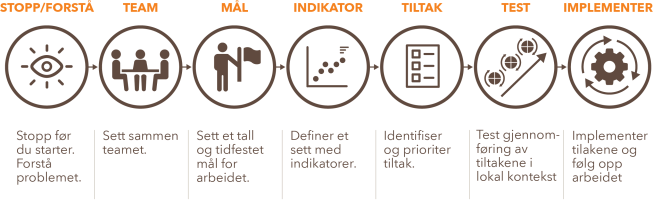 STOPP/FORSTÅ
TEAM
MÅL
INDIKATOR
TILTAK
TEST
IMPLEMENTER
Stopp før
du starter.
Forstå
problemet.
Sett sammen
teamet.
Sett et tall
og tidfestet
mål for
arbeidet.
Definer et
sett med
indikatorer.
Identifiser
og prioriter
tiltak.
Test gjennom-
føring av
tiltakene i
lokal kontekst
Implementer
tilakene og
følg opp
arbeidet